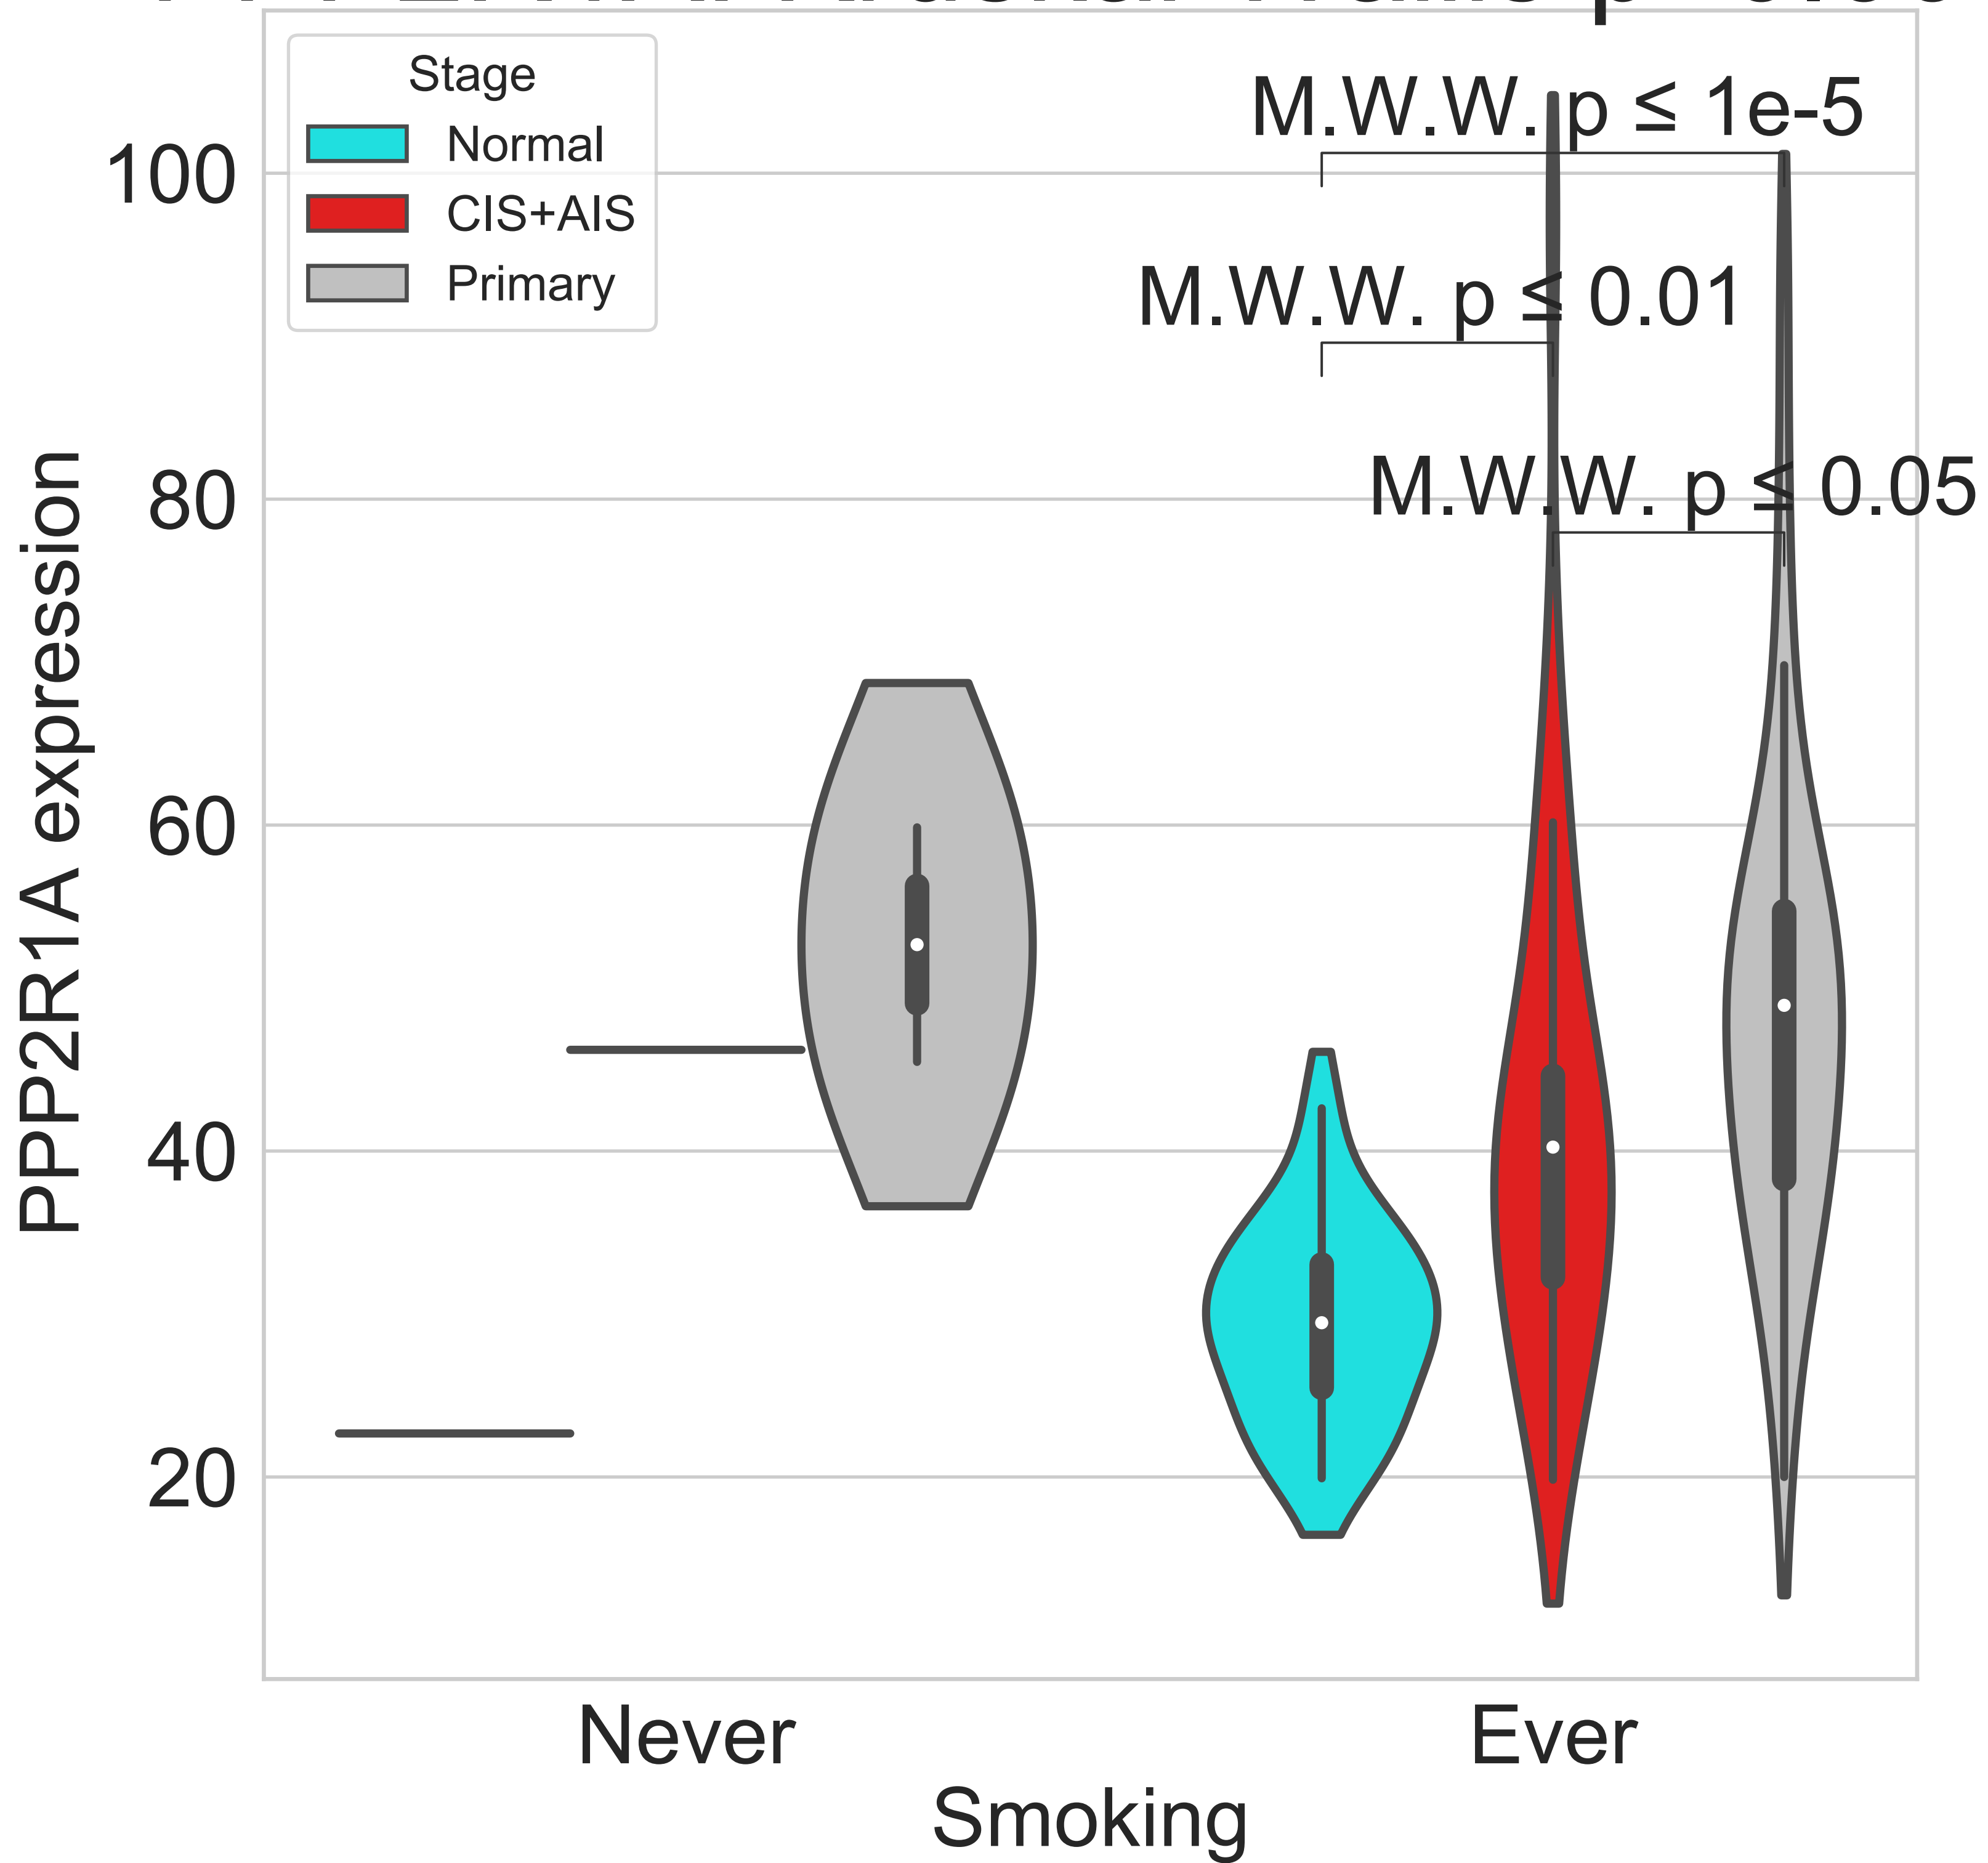 Stage
Normal
CIS+AIS
Primary
M.W.W. p ≤ 1e-5
M.W.W. p ≤ 0.01
M.W.W. p ≤ 0.05
100
80
60
40
20
PPP2R1A expression
Never
Ever
Smoking